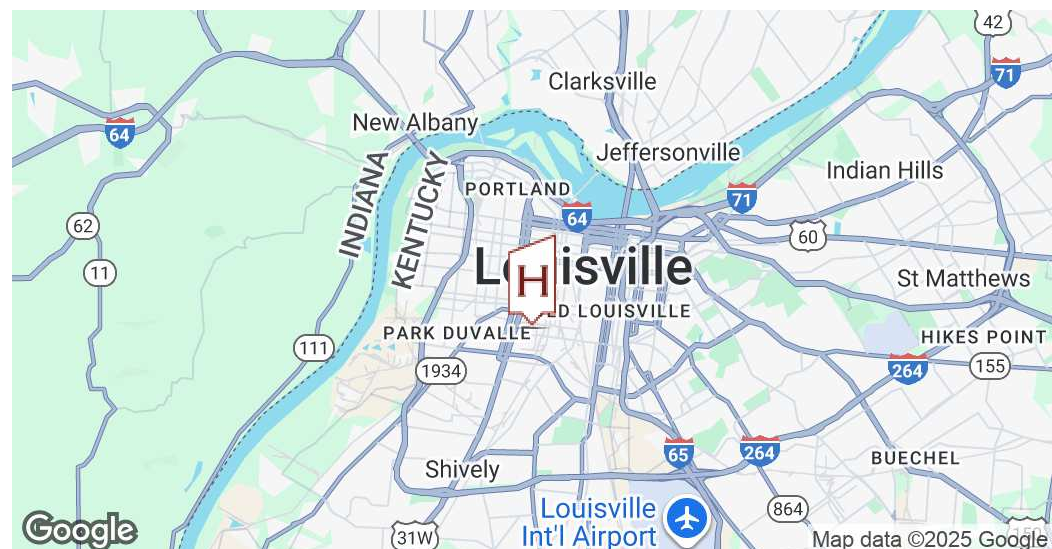 42
71
Clarksville
64
New Albany
Jeffersonville
INDIANA
KENTUCKY
PORTLAND
Indian Hills
71
64
62
60
11
H
St Matthews
ED LOUISVILLE
PARK DUVALLE
HIKES POINT
111
1934
264
155
65
264
BUECHEL
Shively
Louisville
Int'l Airport
864
31W
Google
Map data ©2025 Google